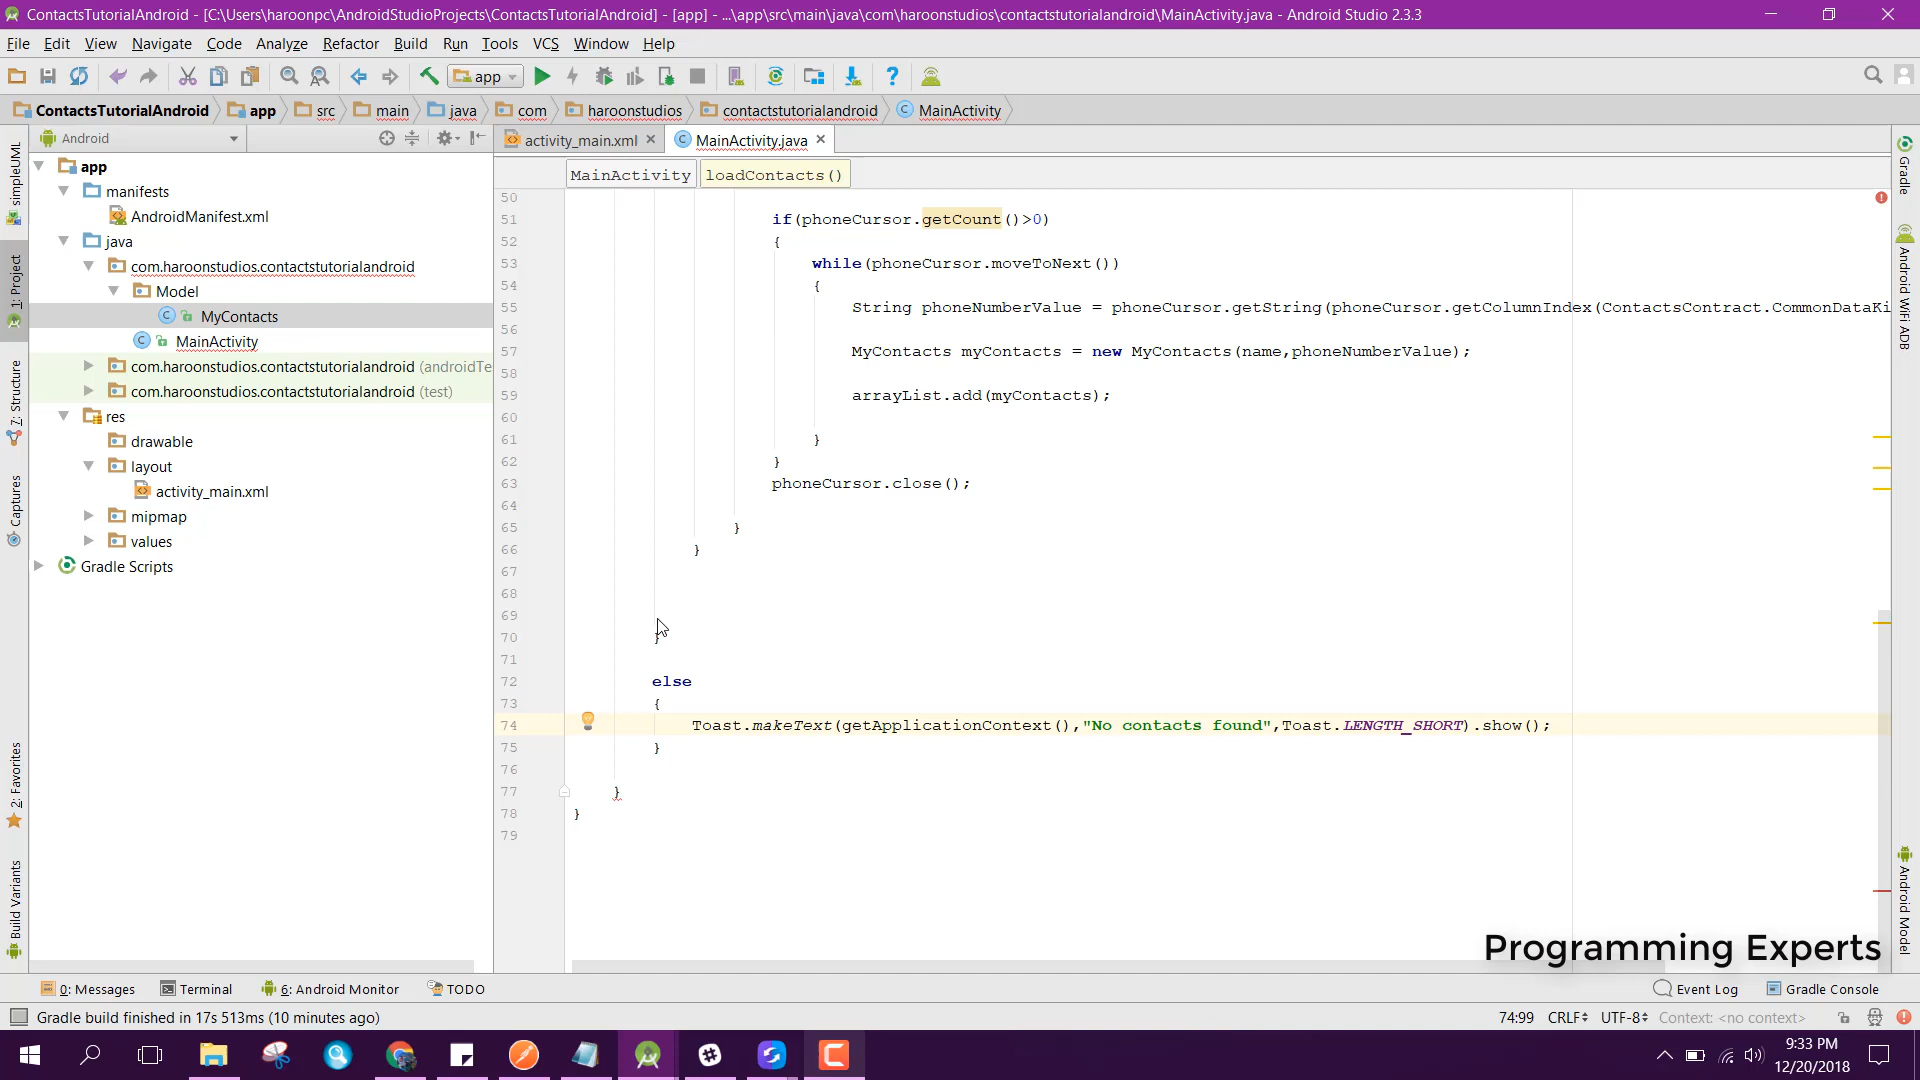 ContactsTutorialAndroid - [C:\Users\haroonpc\AndroidStudioProjects\ContactsTutorialAndroid] - [app] - ...\app\src\main\java\com\haroonstudios\contactstutorialandroid\MainActivity.java - Android Studio 2.3.3
File Edit View Navigate Code Analyze Refactor Build Run Tools VCS Window Help
app
ContactsTutorialAndroid app src main java com haroonstudios contactstutorialandroid MainActivity
Android
activity_main.xml MainActivity.java
MainActivity loadContacts()
app
manifests
AndroidManifest.xml
java
com.haroonstudios.contactstutorialandroid
Model
MyContacts
MainActivity
com.haroonstudios.contactstutorialandroid (androidTe
com.haroonstudios.contactstutorialandroid (test)
res
drawable
layout
activity_main.xml
mipmap
values
Gradle Scripts
simpleUML
1: Project
7: Structure
Captures
2: Favorites
Build Variants
50
51 if(phoneCursor.getCount()>0)
52 {
53 while(phoneCursor.moveToNext())
54 {
55 String phoneNumberValue = phoneCursor.getString(phoneCursor.getColumnIndex(ContactsContract.CommonDataKi
56
57 MyContacts myContacts = new MyContacts(name,phoneNumberValue);
58
59 arrayList.add(myContacts);
60
61 }
62 }
63 phoneCursor.close();
64
65 }
66 }
67
68
69
70 }
71
72 else
73 {
74 Toast.makeText(getApplicationContext(),"No contacts found",Toast.LENGTH_SHORT).show();
75 }
76
77 }
78 }
79
Gradle
Android WiFi ADB
Android Model
Programming Experts
0: Messages Terminal 6: Android Monitor TODO Event Log Gradle Console
Gradle build finished in 17s 513ms (10 minutes ago) 74:99 CRLF UTF-8 Context: <no context>
9:33 PM
12/20/2018